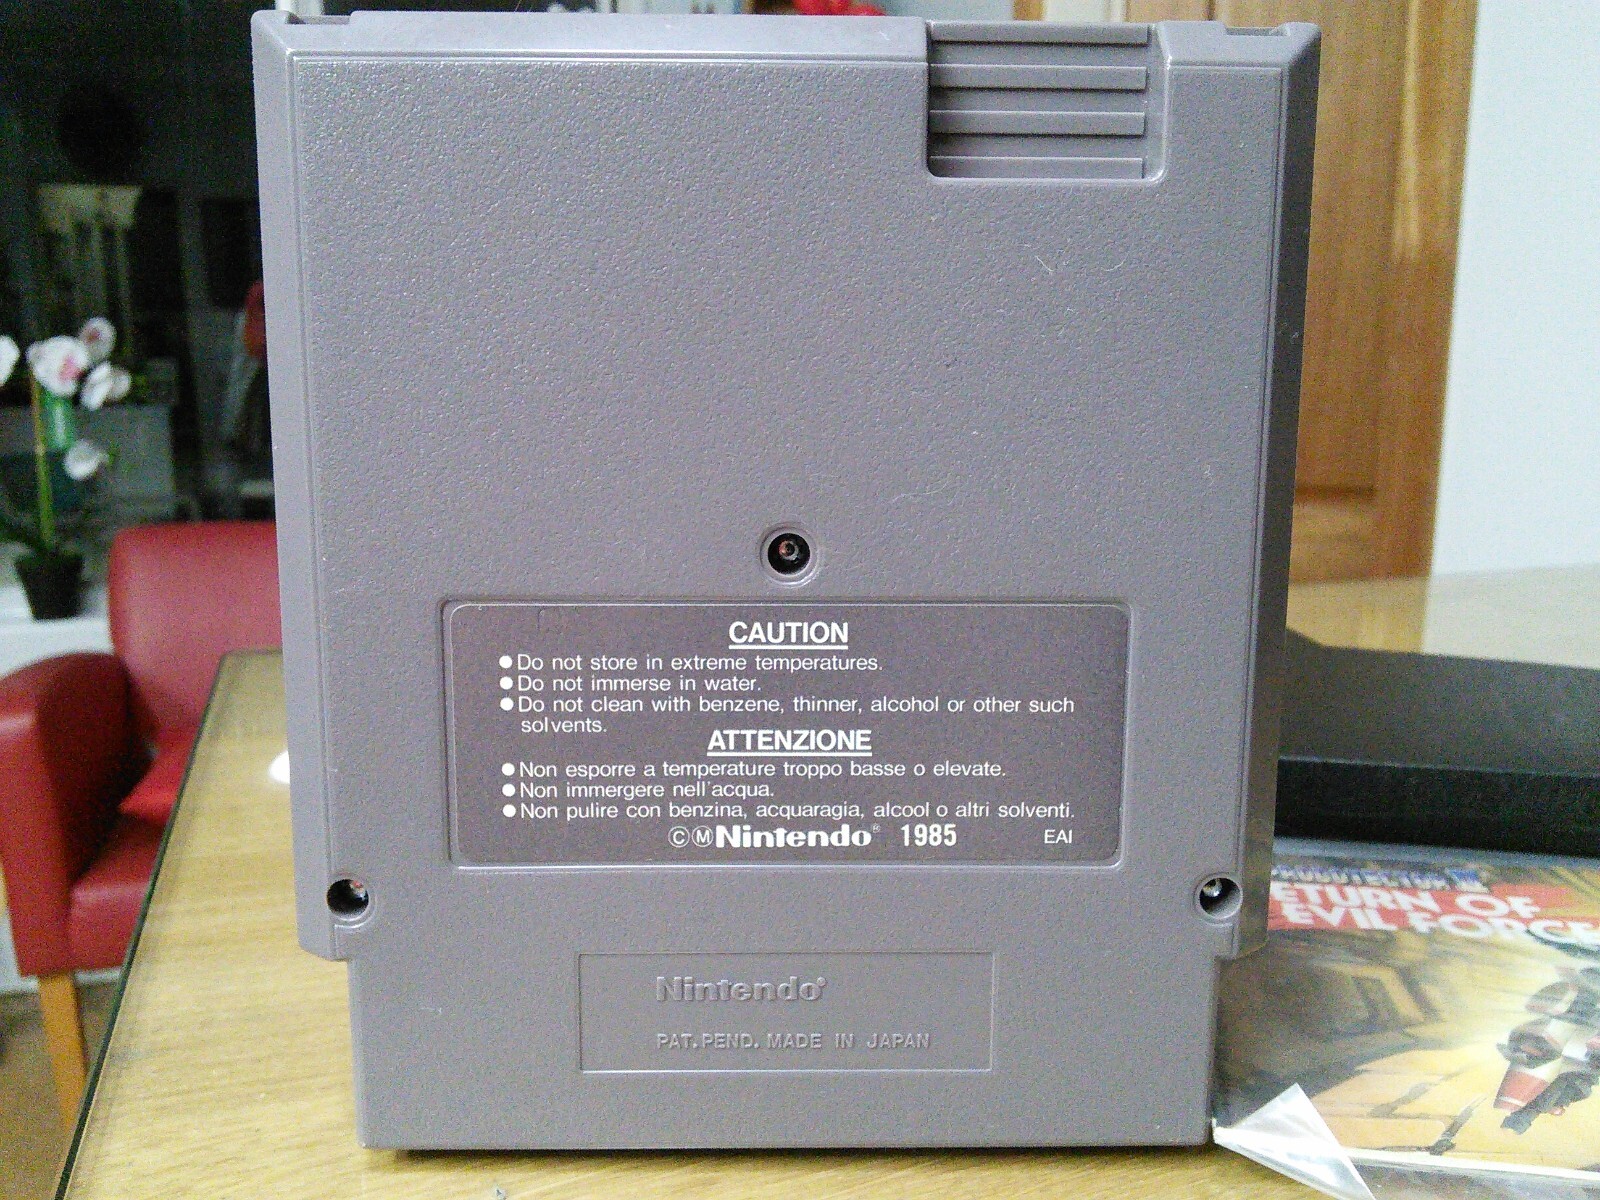 CAUTION
●Do not store in extreme temperatures.
●Do not immerse in water.
●Do not clean with benzene, thinner, alcohol or other such
solvents.
ATTENZIONE
●Non esporre a temperature troppo basse o elevate.
●Non immergere nell'acqua.
●Non pulire con benzina, acquaragia, alcool o altri solventi.
©ⓂNintendo® 1985 EAI
Nintendo®
PAT. PEND. MADE IN JAPAN
ETURN OF
EVIL FORCE